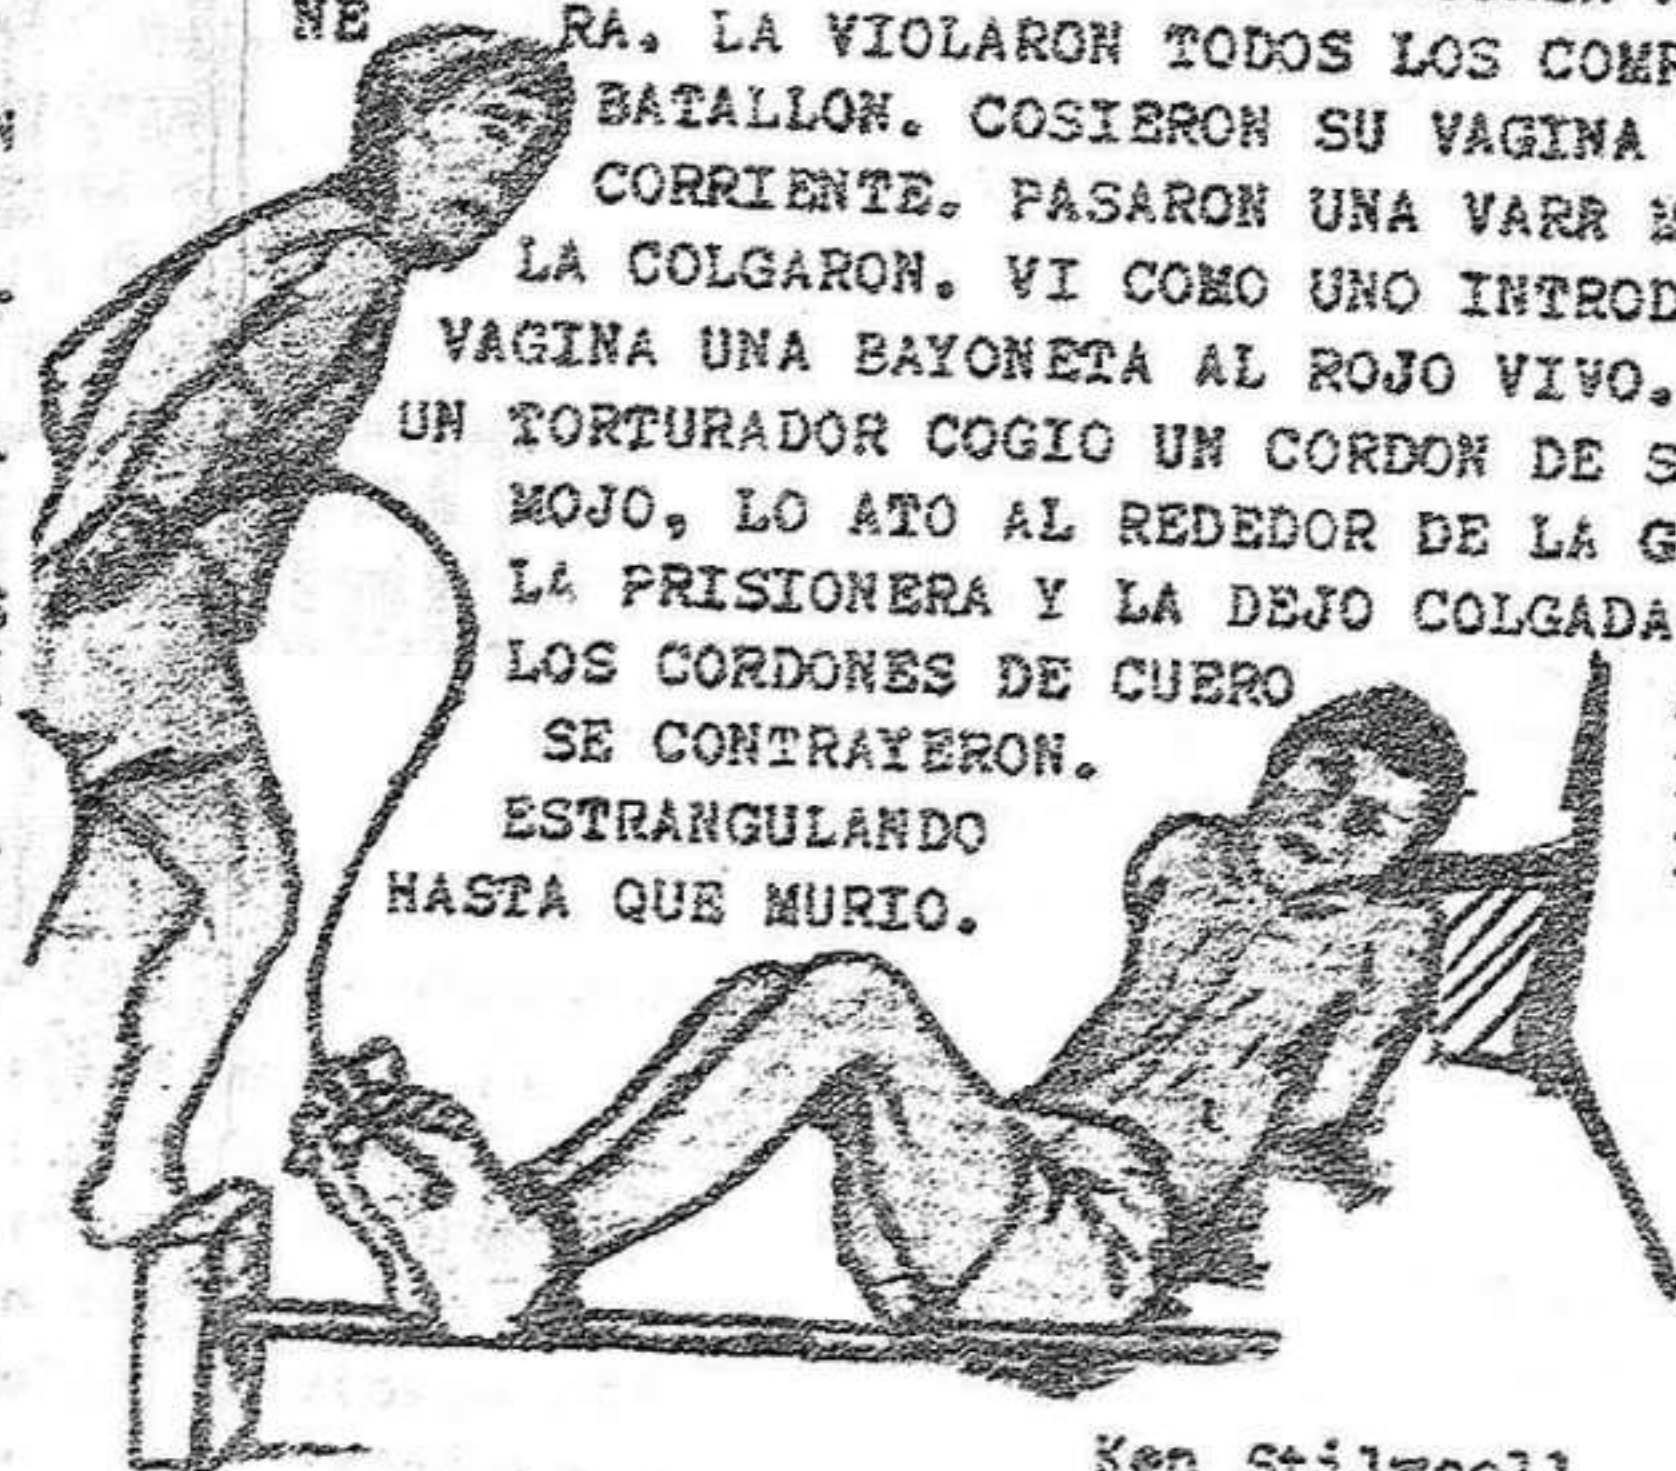 NE RA. LA VIOLARON TODOS LOS COMP
BATALLON. COSIERON SU VAGINA
CORRIENTE. PASARON UNA VARR
LA COLGARON. VI COMO UNO INTROD
VAGINA UNA BAYONETA AL ROJO VIVO.
UN TORTURADOR COGIO UN CORDON DE S
MOJO, LO ATO AL REDEDOR DE LA G
LA PRISIONERA Y LA DEJO COLGADA
LOS CORDONES DE CUERO
SE CONTRAYERON.
ESTRANGULANDO
HASTA QUE MURIO.
Ken